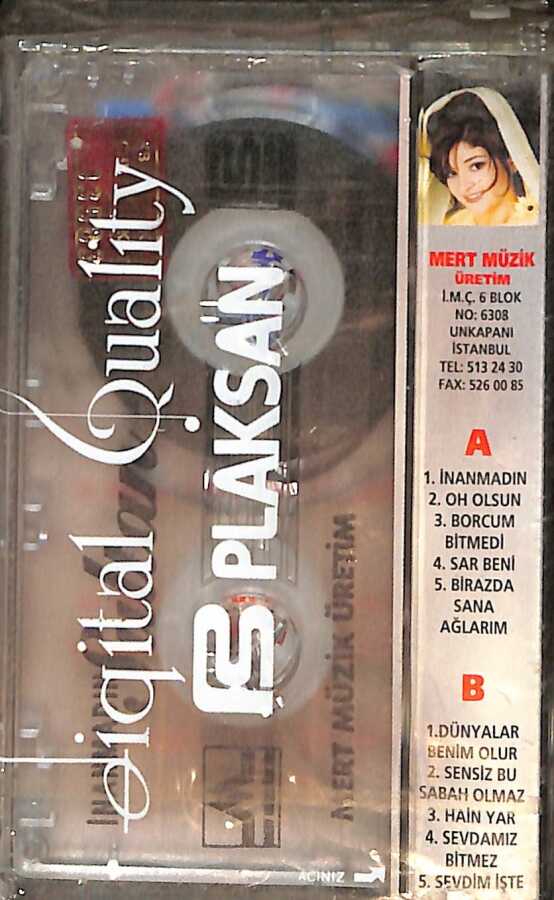 Digital Quality
PLAKSAN
INANMADIN
MERT MÜZİK ÜRETİM
AÇINIZ
MERT MÜZİK
ÜRETİM
İ.M.Ç. 6 BLOK
NO: 6308
UNKAPANI
İSTANBUL
TEL: 513 24 30
FAX: 526 00 85
A
1. İNANMADIN
2. OH OLSUN
3. BORCUM
BİTMEDİ
4. SAR BENİ
5. BİRAZDA
SANA
AĞLARIM
B
1.DÜNYALAR
BENİM OLUR
2. SENSİZ BU
SABAH OLMAZ
3. HAİN YAR
4. SEVDAMIZ
BİTMEZ
5. SEVDİM İŞTE